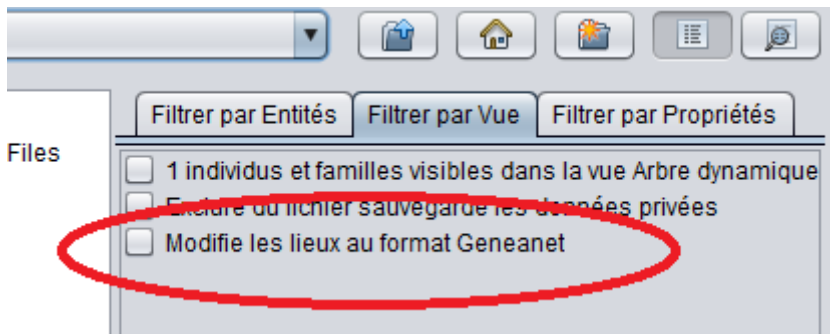 Filtrer par Entités Filtrer par Vue Filtrer par Propriétés
Files
1 individus et familles visibles dans la vue Arbre dynamique
Exclure du fichier sauvegardé les données privées
Modifie les lieux au format Geneanet